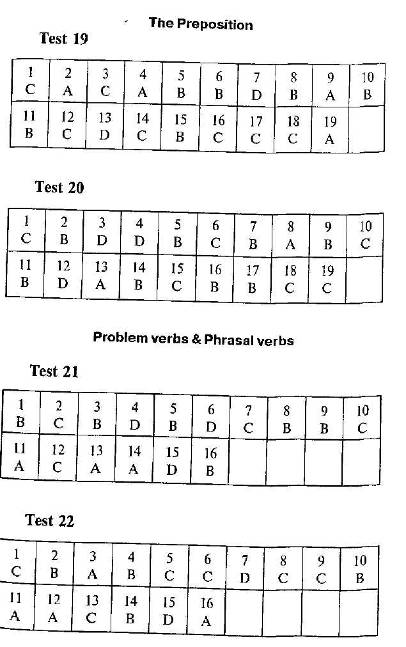 The Preposition
Test 19
1 2 3 4 5 6 7 8 9 10
C A C A B B D B A B
11 12 13 14 15 16 17 18 19
B C D C B C C C A
Test 20
1 2 3 4 5 6 7 8 9 10
C B D D B C B A B C
11 12 13 14 15 16 17 18 19
B D A B C B B C C
Problem verbs & Phrasal verbs
Test 21
1 2 3 4 5 6 7 8 9 10
B C B D B D C B B C
11 12 13 14 15 16
A C A A D B
Test 22
1 2 3 4 5 6 7 8 9 10
C B A B C C D C C B
11 12 13 14 15 16
A A C B D A